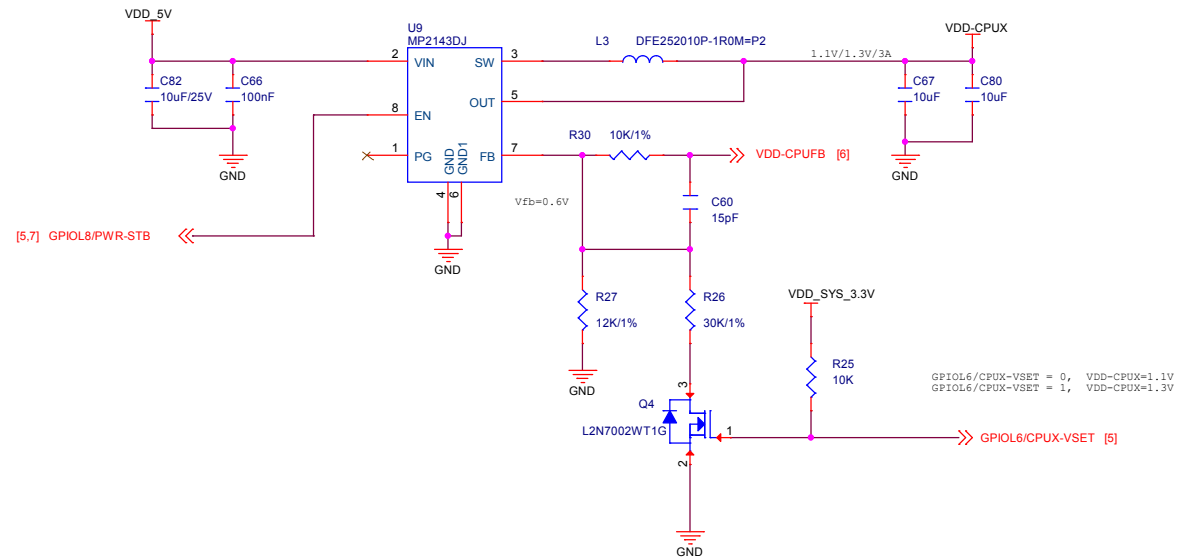 VDD_5V
U9
MP2143DJ
L3 DFE252010P-1R0M=P2
VDD-CPUX
1.1V/1.3V/3A
2 VIN SW 3
C82
10uF/25V
C66
100nF
C67
10uF
C80
10uF
OUT 5
8 EN
R30 10K/1%
1 PG GND GND1 FB 7
VDD-CPUFB [6]
GND
GND
4 6
Vfb=0.6V
C60
15pF
[5,7] GPIOL8/PWR-STB
GND
R27
12K/1%
R26
30K/1%
VDD_SYS_3.3V
R25
10K
GND
GPIOL6/CPUX-VSET = 0, VDD-CPUX=1.1V
GPIOL6/CPUX-VSET = 1, VDD-CPUX=1.3V
3
Q4
L2N7002WT1G
1
GPIOL6/CPUX-VSET [5]
2
GND